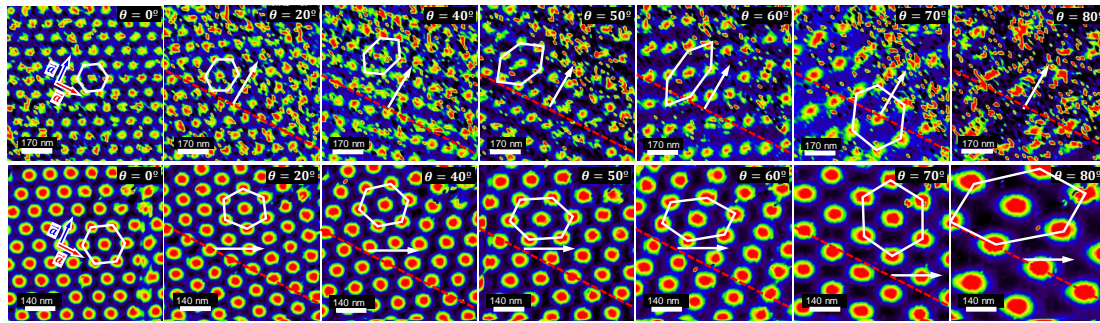 θ = 0º
θ = 20º
θ = 40º
θ = 50º
θ = 60º
θ = 70º
θ = 80º
170 nm
170 nm
170 nm
170 nm
170 nm
170 nm
170 nm
θ = 0º
θ = 20º
θ = 40º
θ = 50º
θ = 60º
θ = 70º
θ = 80º
140 nm
140 nm
140 nm
140 nm
140 nm
140 nm
140 nm